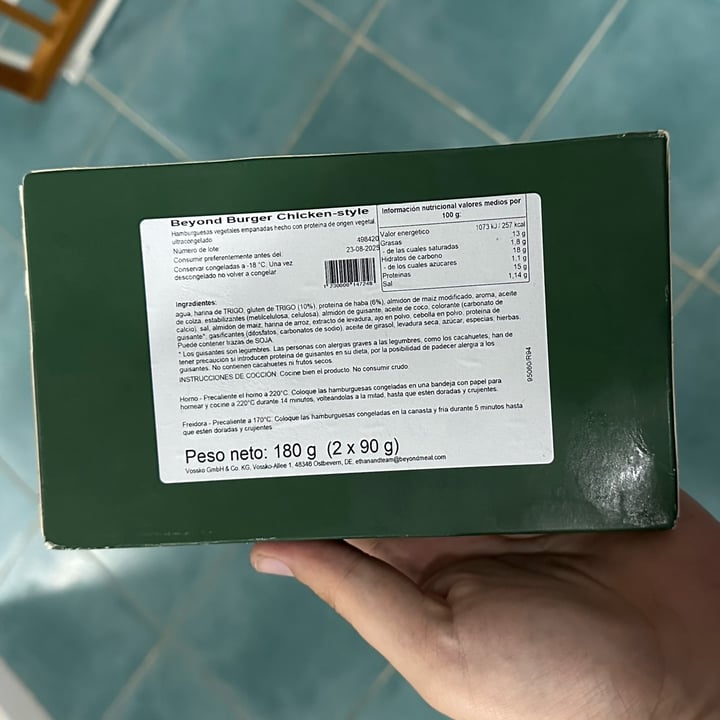 Beyond Burger Chicken-style
Hamburguesas vegetales empanadas hecho con proteína de origen vegetal.
ultracongelado
Número de lote: 498420
Consumir preferentemente antes del: 23-08-2025
Conservar congeladas a -18 °C. Una vez
descongelado no volver a congelar
Información nutricional valores medios por
100 g:
Valor energético 1073 kJ / 257 kcal
Grasas 13 g
- de las cuales saturadas 1,8 g
Hidratos de carbono 18 g
- de los cuales azúcares 1,1 g
Proteínas 15 g
Sal 1,14 g
Ingredientes:
agua, harina de TRIGO, gluten de TRIGO (10%), proteína de haba (6%), almidón de maíz modificado, aroma, aceite
de colza, estabilizantes (metilcelulosa, celulosa), almidón de guisante, aceite de coco, colorante (carbonato de
calcio), sal, almidón de maíz, harina de arroz, extracto de levadura, ajo en polvo, cebolla en polvo, proteína de
guisante*, gasificantes (difosfatos, carbonatos de sodio), aceite de girasol, levadura seca, azúcar, especias, hierbas.
Puede contener trazas de SOJA.
* Los guisantes son legumbres. Las personas con alergias graves a las legumbres, como los cacahuetes, han de
tener precaución si introducen proteína de guisantes en su dieta, por la posibilidad de padecer alergia a los
guisantes. No contienen cacahuetes ni frutos secos.
INSTRUCCIONES DE COCCIÓN: Cocine bien el producto. No consumir crudo.
Horno - Precaliente el horno a 220°C. Coloque las hamburguesas congeladas en una bandeja con papel para
hornear y cocine a 220°C durante 14 minutos, volteándolas a la mitad, hasta que estén doradas y crujientes.
Freidora - Precaliente a 170°C. Coloque las hamburguesas congeladas en la canasta y fría durante 5 minutos hasta
que estén doradas y crujientes
95060/R94
Peso neto: 180 g (2 x 90 g)
Vossko GmbH & Co. KG, Vossko-Allee 1, 48346 Ostbevern, DE. ethanandteam@beyondmeat.com